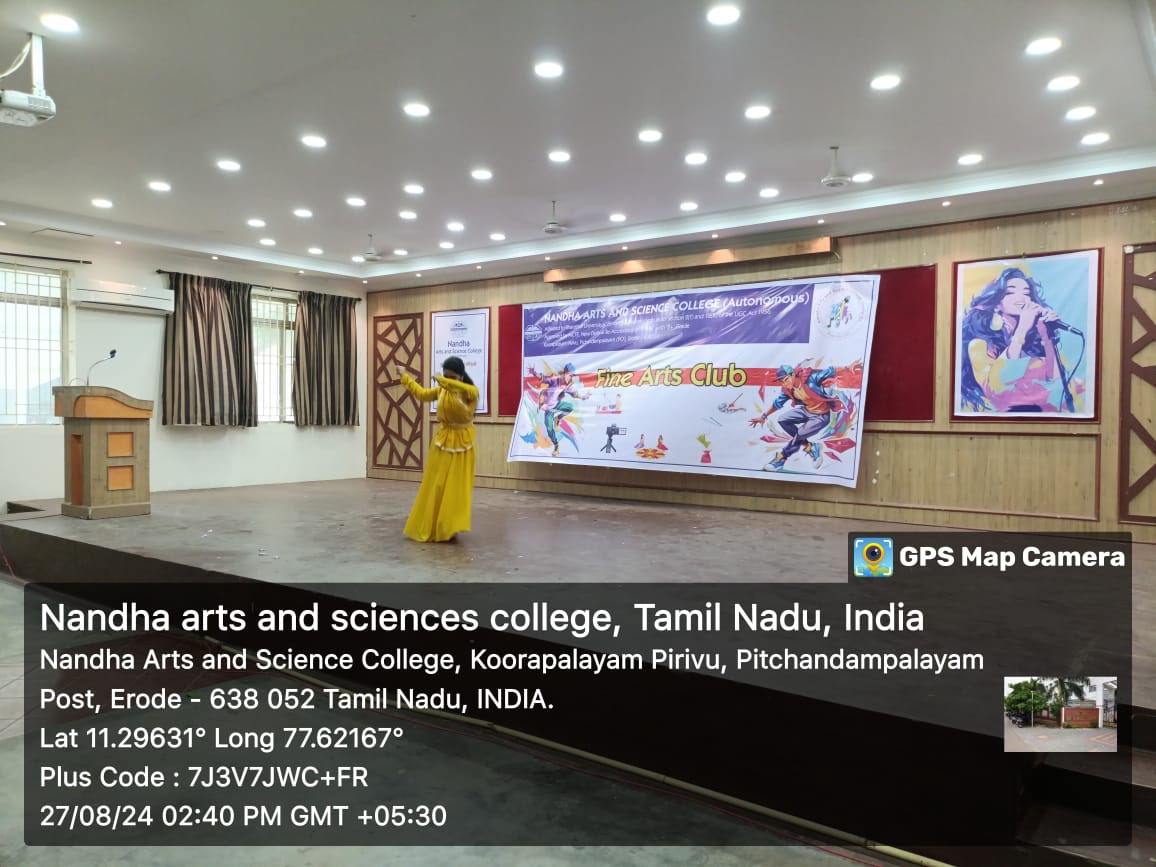 NANDHA ARTS AND SCIENCE COLLEGE (Autonomous)
Fine Arts Club
Nandha
Arts and Science College
GPS Map Camera
Nandha arts and sciences college, Tamil Nadu, India
Nandha Arts and Science College, Koorapalayam Pirivu, Pitchandampalayam
Post, Erode - 638 052 Tamil Nadu, INDIA.
Lat 11.29631° Long 77.62167°
Plus Code : 7J3V7JWC+FR
27/08/24 02:40 PM GMT +05:30